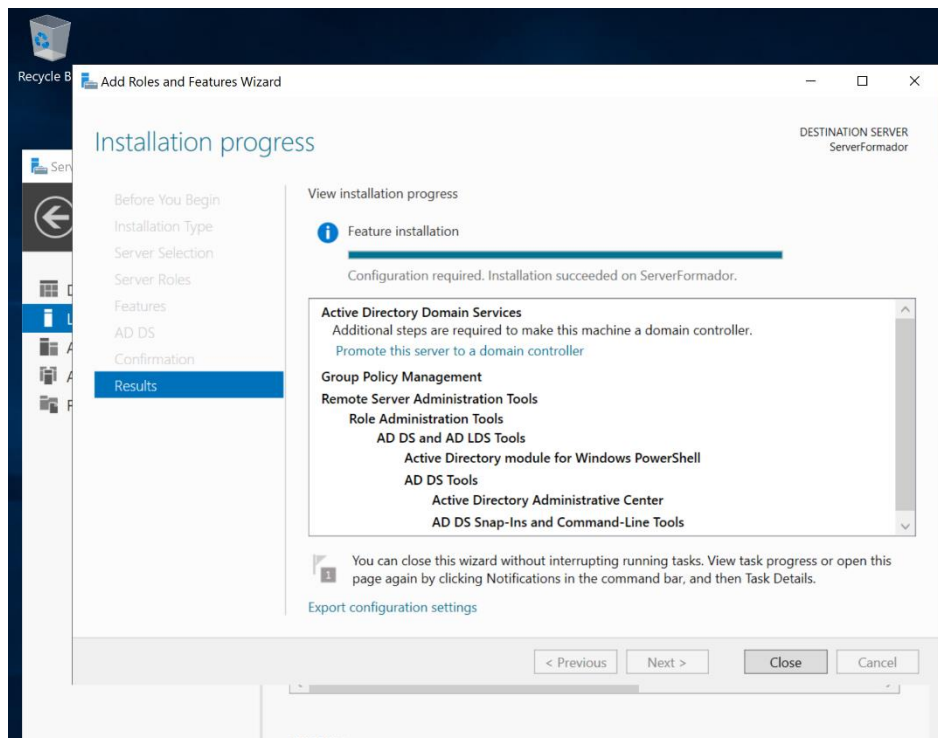 Recycle B
Add Roles and Features Wizard
Installation progress
DESTINATION SERVER
ServerFormador
Before You Begin
Installation Type
Server Selection
Server Roles
Features
AD DS
Confirmation
Results
View installation progress
Feature installation
Configuration required. Installation succeeded on ServerFormador.
Active Directory Domain Services
Additional steps are required to make this machine a domain controller.
Promote this server to a domain controller
Group Policy Management
Remote Server Administration Tools
Role Administration Tools
AD DS and AD LDS Tools
Active Directory module for Windows PowerShell
AD DS Tools
Active Directory Administrative Center
AD DS Snap-Ins and Command-Line Tools
1
You can close this wizard without interrupting running tasks. View task progress or open this
page again by clicking Notifications in the command bar, and then Task Details.
Export configuration settings
< Previous
Next >
Close
Cancel